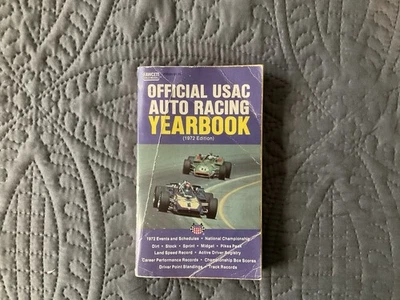 FAWCETT
OFFICIAL USAC
AUTO RACING
YEARBOOK
(1972 Edition)
1972 Events and Schedules • National Championship
Dirt • Stock • Sprint • Midget • Pikes Peak
Land Speed Record • Active Driver Registry
Career Performance Records • Championship Box Scores
Driver Point Standings • Track Records